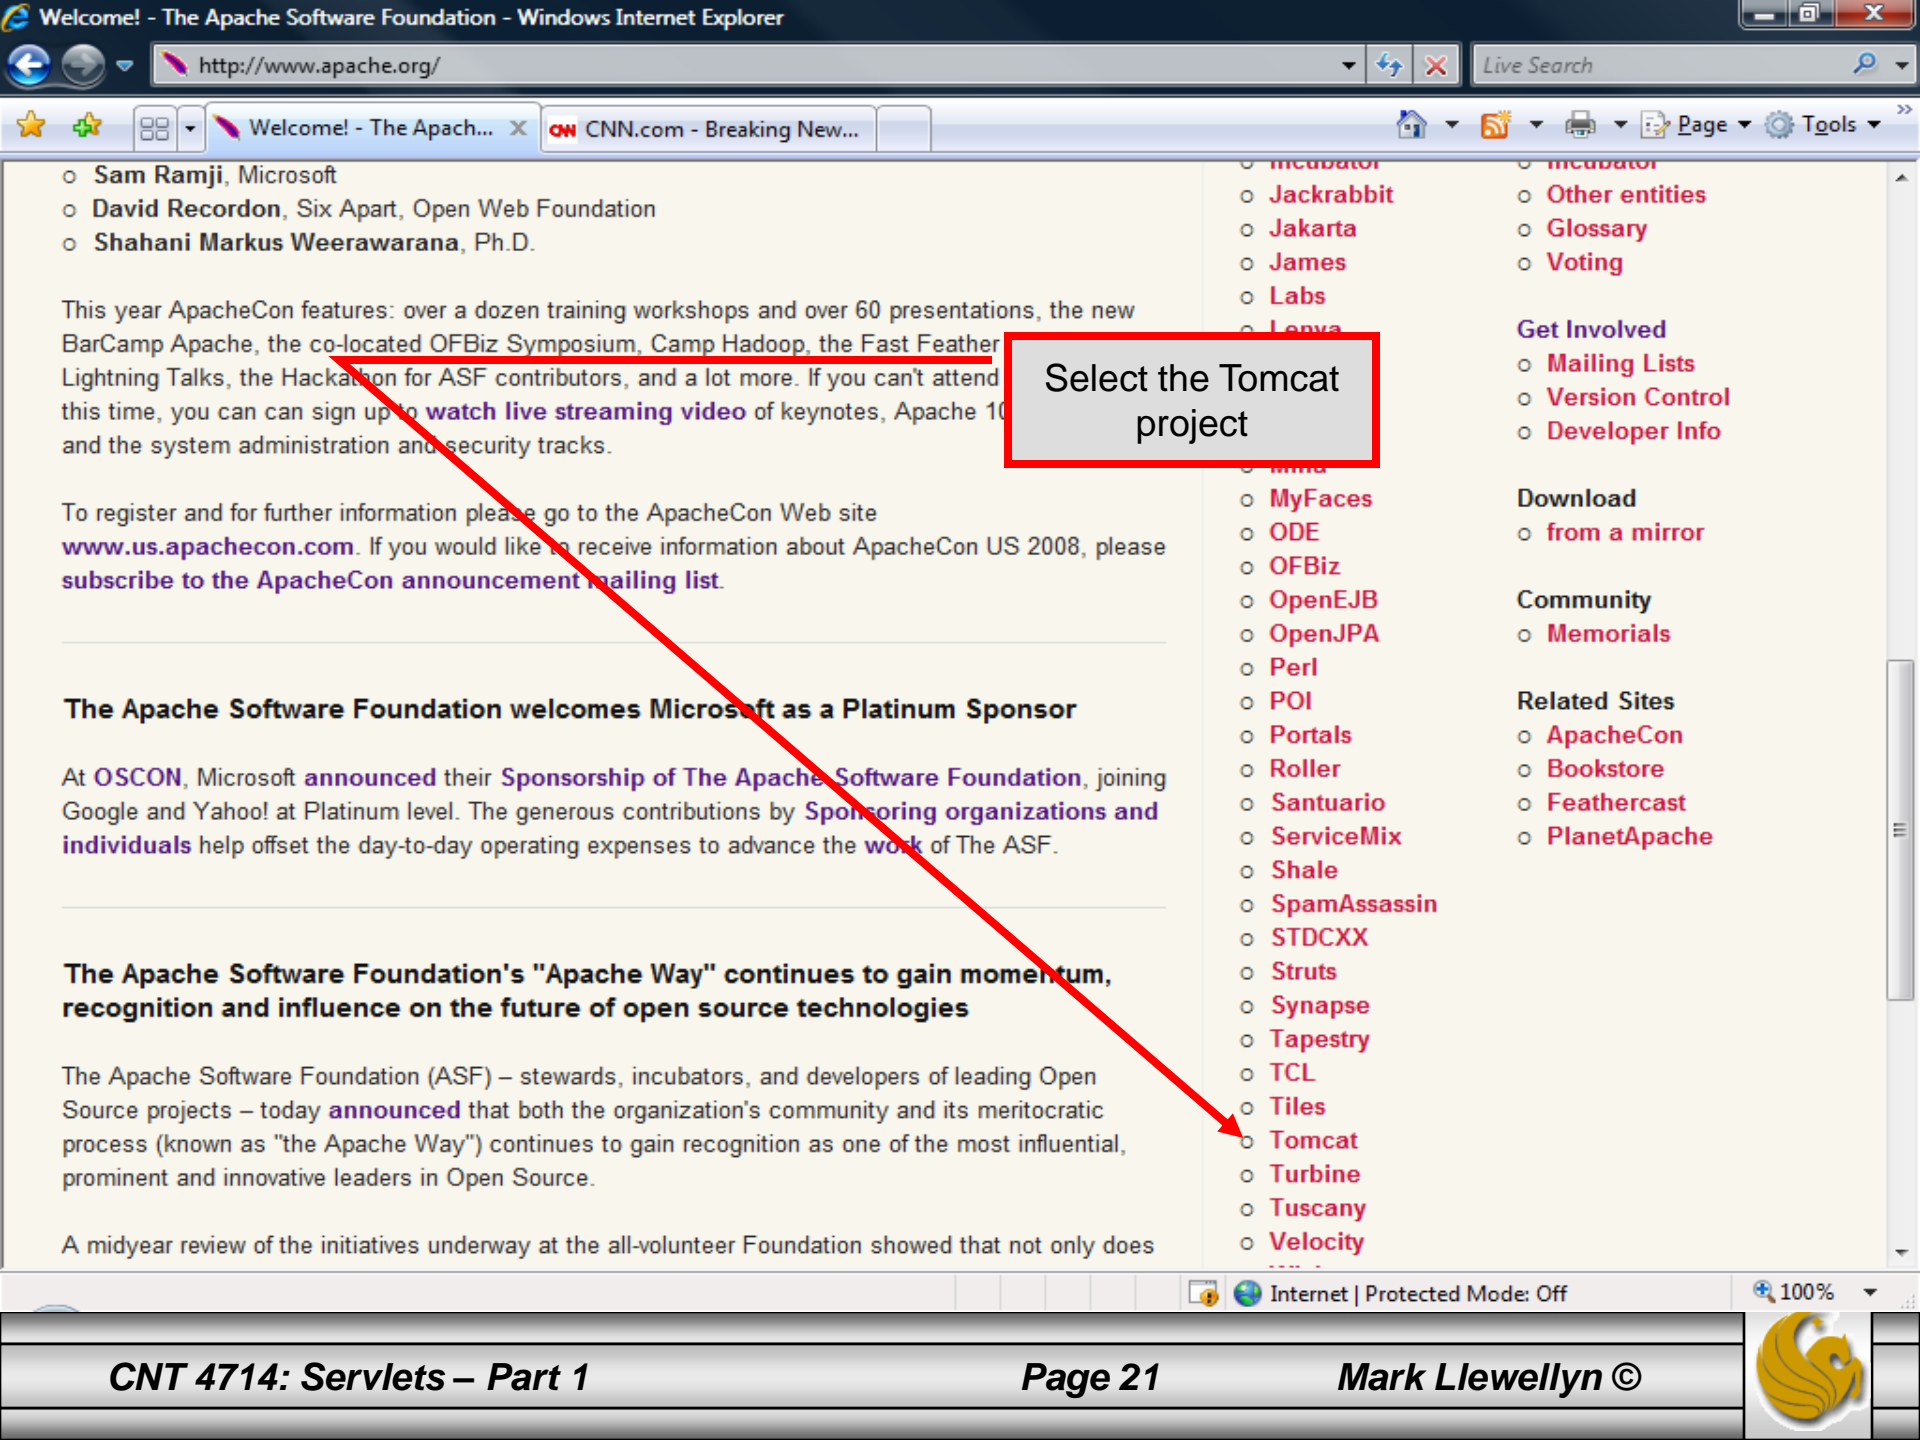 Welcome! - The Apache Software Foundation - Windows Internet Explorer
http://www.apache.org/
Live Search
Welcome! - The Apach...
CNN CNN.com - Breaking New...
Page
Tools
Sam Ramji, Microsoft
David Recordon, Six Apart, Open Web Foundation
Shahani Markus Weerawarana, Ph.D.
This year ApacheCon features: over a dozen training workshops and over 60 presentations, the new
BarCamp Apache, the co-located OFBiz Symposium, Camp Hadoop, the Fast Feather
Lightning Talks, the Hackathon for ASF contributors, and a lot more. If you can't attend
this time, you can can sign up to watch live streaming video of keynotes, Apache
and the system administration and security tracks.
To register and for further information please go to the ApacheCon Web site
www.us.apachecon.com. If you would like to receive information about ApacheCon US 2008, please
subscribe to the ApacheCon announcement mailing list.
The Apache Software Foundation welcomes Microsoft as a Platinum Sponsor
At OSCON, Microsoft announced their Sponsorship of The Apache Software Foundation, joining
Google and Yahoo! at Platinum level. The generous contributions by Sponsoring organizations and
individuals help offset the day-to-day operating expenses to advance the work of The ASF.
The Apache Software Foundation's "Apache Way" continues to gain momentum,
recognition and influence on the future of open source technologies
The Apache Software Foundation (ASF) – stewards, incubators, and developers of leading Open
Source projects – today announced that both the organization's community and its meritocratic
process (known as "the Apache Way") continues to gain recognition as one of the most influential,
prominent and innovative leaders in Open Source.
A midyear review of the initiatives underway at the all-volunteer Foundation showed that not only does
Select the Tomcat
project
Incubator
Jackrabbit
Jakarta
James
Labs
Lenya
Mina
MyFaces
ODE
OFBiz
OpenEJB
OpenJPA
Perl
POI
Portals
Roller
Santuario
ServiceMix
Shale
SpamAssassin
STDCXX
Struts
Synapse
Tapestry
TCL
Tiles
Tomcat
Turbine
Tuscany
Velocity
Incubator
Other entities
Glossary
Voting
Get Involved
Mailing Lists
Version Control
Developer Info
Download
from a mirror
Community
Memorials
Related Sites
ApacheCon
Bookstore
Feathercast
PlanetApache
Internet | Protected Mode: Off
100%
CNT 4714: Servlets – Part 1
Page 21
Mark Llewellyn ©